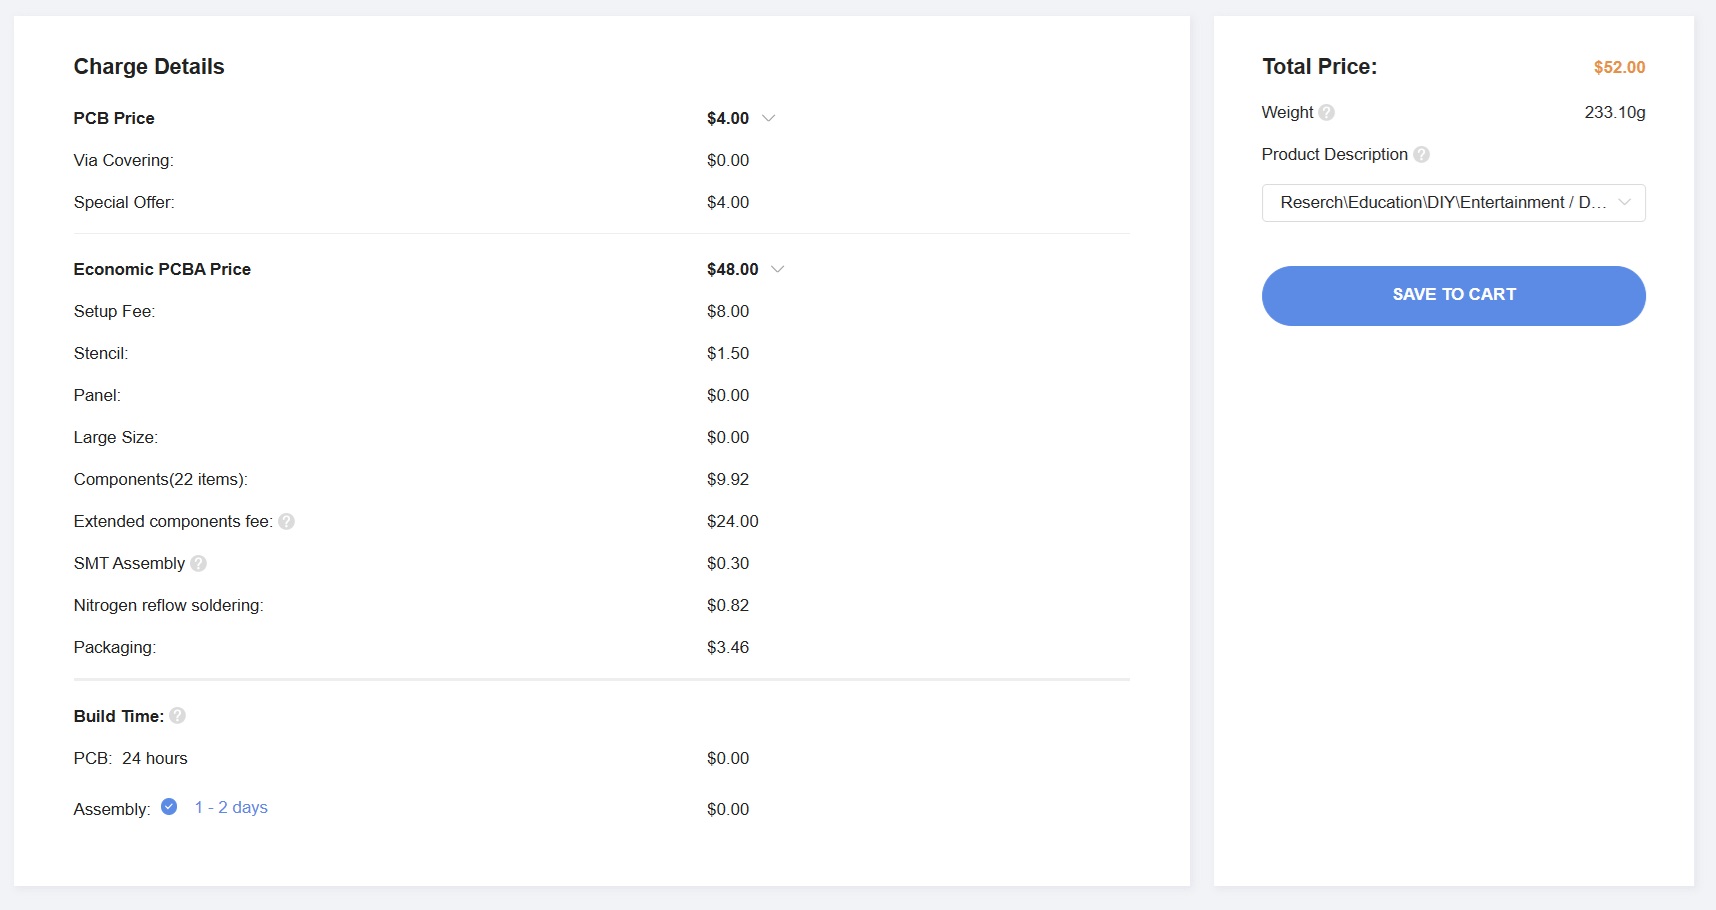 Charge Details
PCB Price $4.00
Via Covering: $0.00
Special Offer: $4.00
Economic PCBA Price $48.00
Setup Fee: $8.00
Stencil: $1.50
Panel: $0.00
Large Size: $0.00
Components(22 items): $9.92
Extended components fee: ? $24.00
SMT Assembly ? $0.30
Nitrogen reflow soldering: $0.82
Packaging: $3.46
Build Time: ?
PCB: 24 hours $0.00
Assembly: 1 - 2 days $0.00
Total Price: $52.00
Weight ? 233.10g
Product Description ?
Reserch\Education\DIY\Entertainment / D...
SAVE TO CART